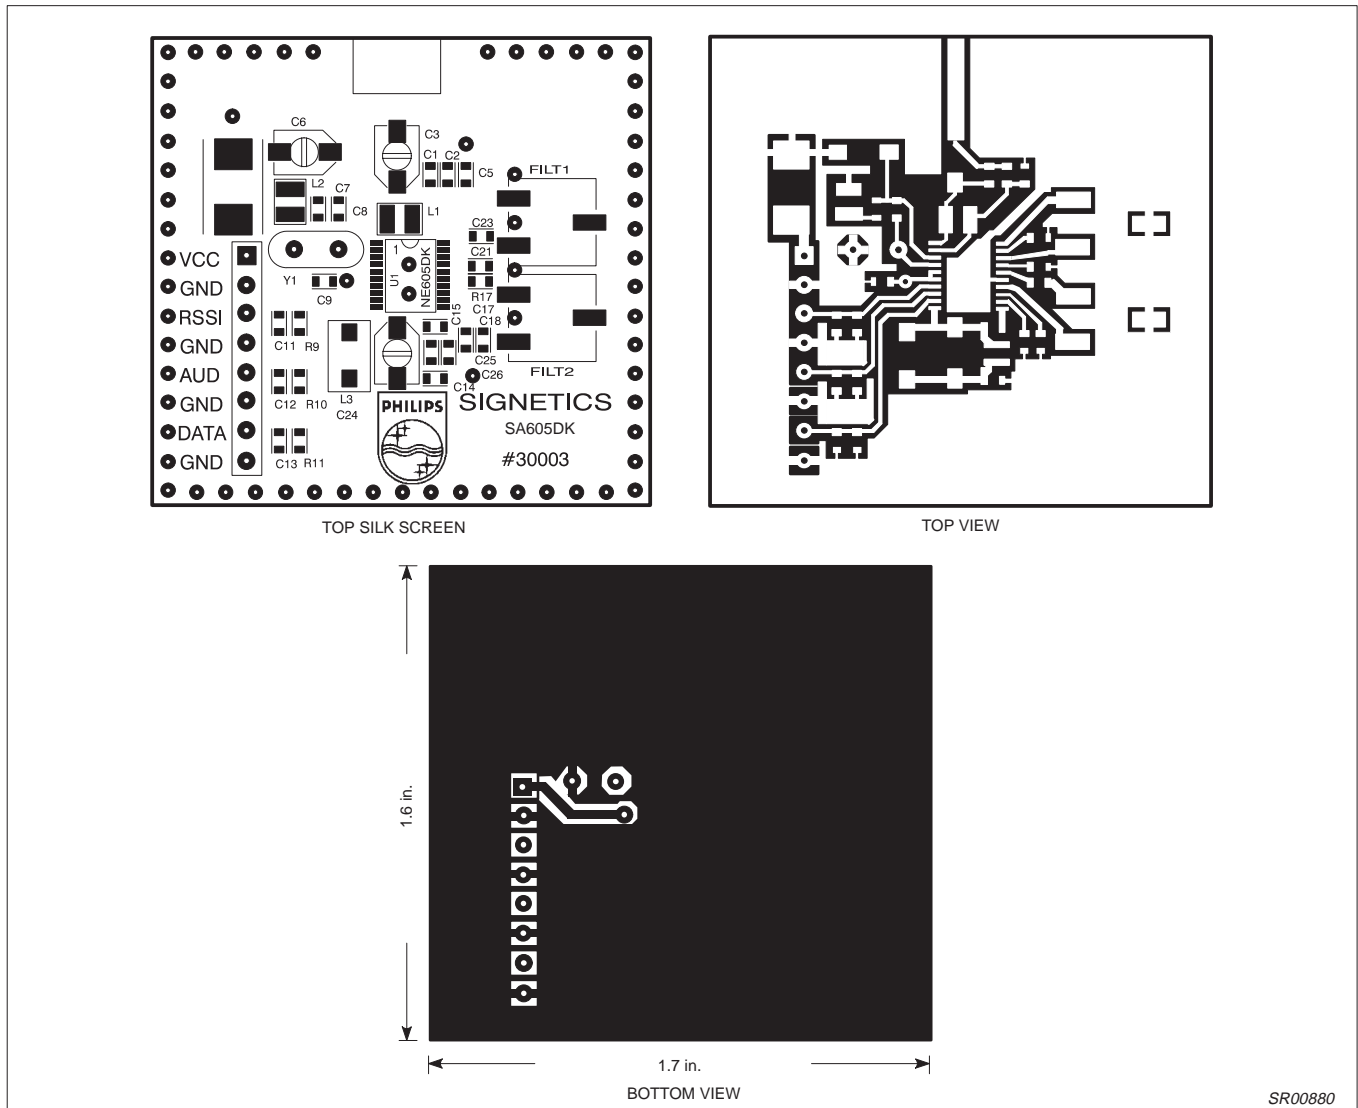 C6
C3
C1 C2
C5
FILT1
L2
C7
C8
L1
C23
VCC
Y1
1
U1
NE605DK
C21
GND
C9
R17
C17
RSSI
C15
C18
GND
C11 R9
C25
FILT2
AUD
C26
C14
GND
C12 R10
L3
C24
PHILIPS
SIGNETICS
SA605DK
DATA
GND
C13 R11
#30003
TOP SILK SCREEN
TOP VIEW
1.6 in.
1.7 in.
BOTTOM VIEW
SR00880